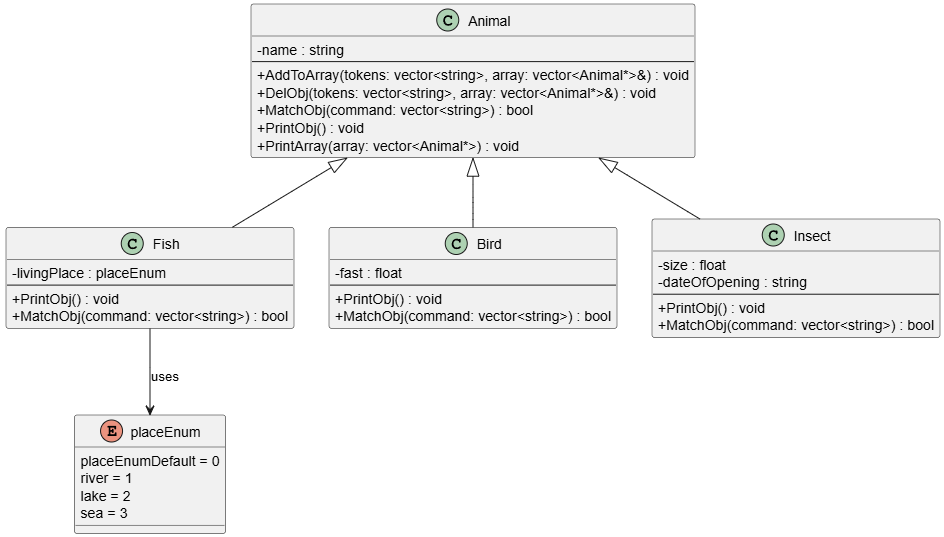 C Animal
-name : string
+AddToArray(tokens: vector<string>, array: vector<Animal*>&) : void
+DelObj(tokens: vector<string>, array: vector<Animal*>&) : void
+MatchObj(command: vector<string>) : bool
+PrintObj() : void
+PrintArray(array: vector<Animal*>) : void
C Fish
-livingPlace : placeEnum
+PrintObj() : void
+MatchObj(command: vector<string>) : bool
C Bird
-fast : float
+PrintObj() : void
+MatchObj(command: vector<string>) : bool
C Insect
-size : float
-dateOfOpening : string
+PrintObj() : void
+MatchObj(command: vector<string>) : bool
uses
E placeEnum
placeEnumDefault = 0
river = 1
lake = 2
sea = 3